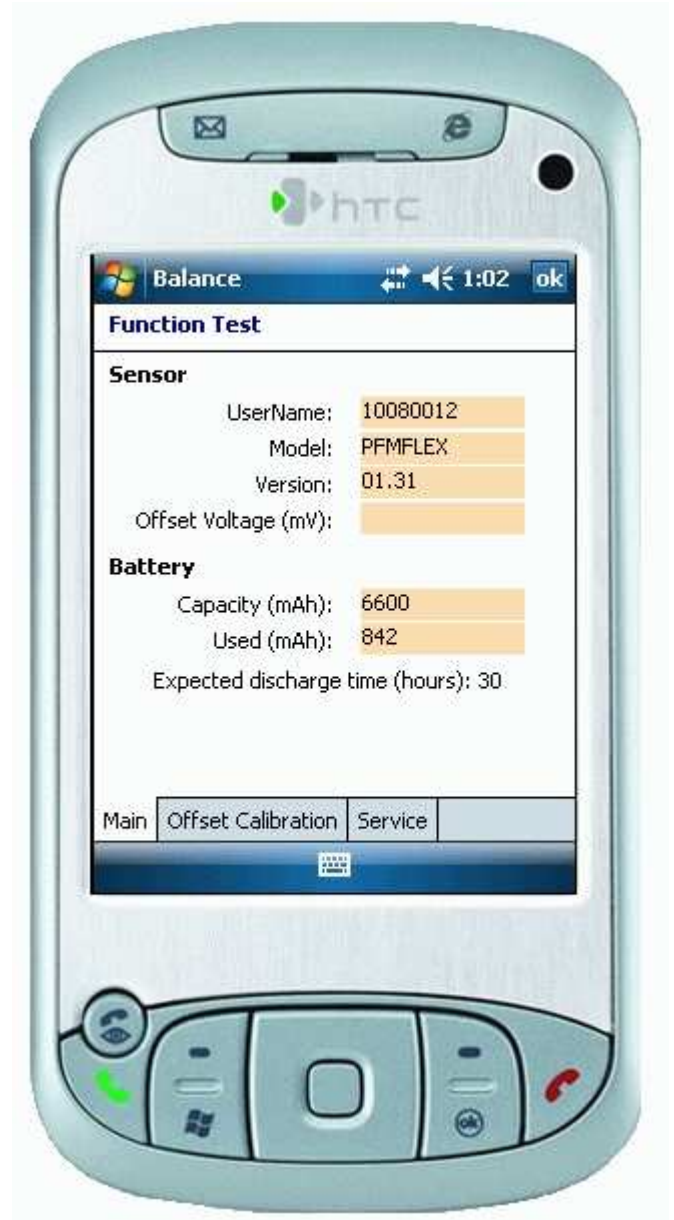 hTC
Balance 1:02 ok
Function Test
Sensor
UserName: 10080012
Model: PFMFLEX
Version: 01.31
Offset Voltage (mV):
Battery
Capacity (mAh): 6600
Used (mAh): 842
Expected discharge time (hours): 30
Main Offset Calibration Service
ok